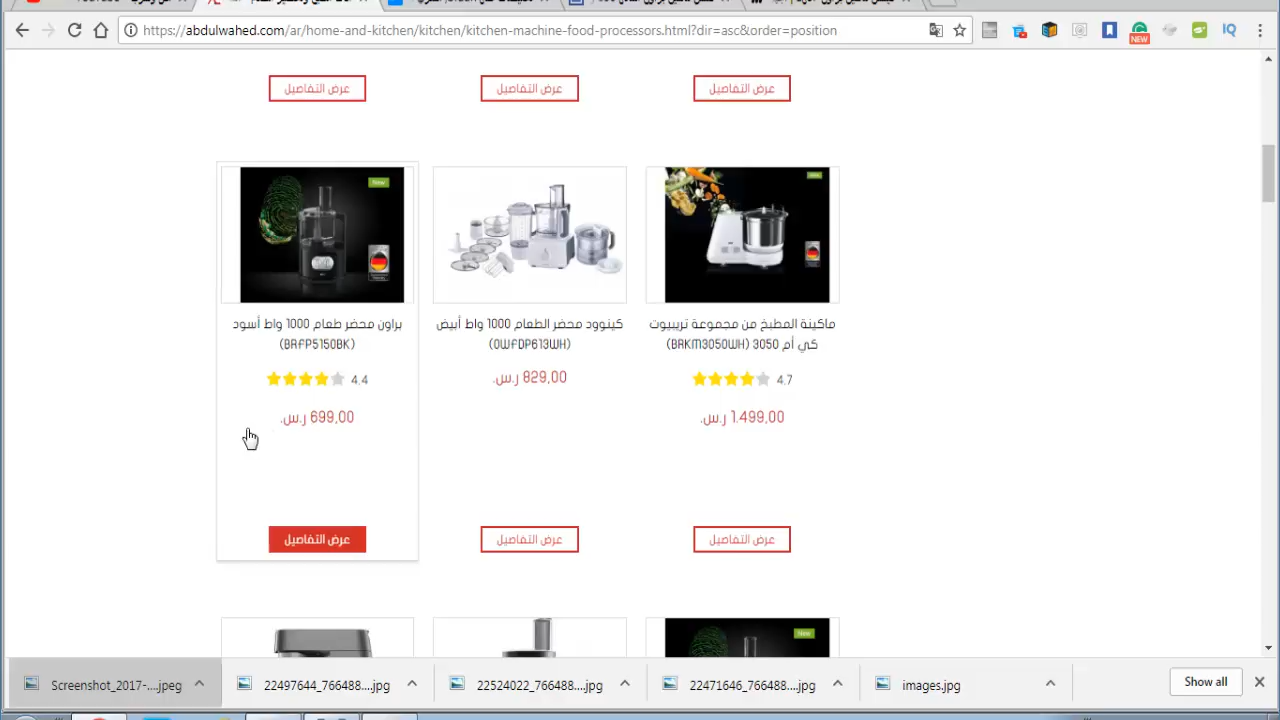 https://abdulwahed.com/ar/home-and-kitchen/kitchen/kitchen-machine-food-processors.html?dir=asc&order=position
NEW
IQ
عرض التفاصيل
عرض التفاصيل
عرض التفاصيل
New
New
ماكينة المطبخ من مجموعة تريبيوت
كي أم 3050 (BRKM3050WH)
4.7
1.499,00 ر.س.
كينوود محضر الطعام 1000 واط أبيض
(OWFDP613WH)
829,00 ر.س.
براون محضر طعام 1000 واط أسود
(BRFP5150BK)
4.4
699,00 ر.س.
عرض التفاصيل
عرض التفاصيل
عرض التفاصيل
New
Screenshot_2017-....jpeg
22497644_766488....jpg
22524022_766488....jpg
22471646_766488....jpg
images.jpg
Show all